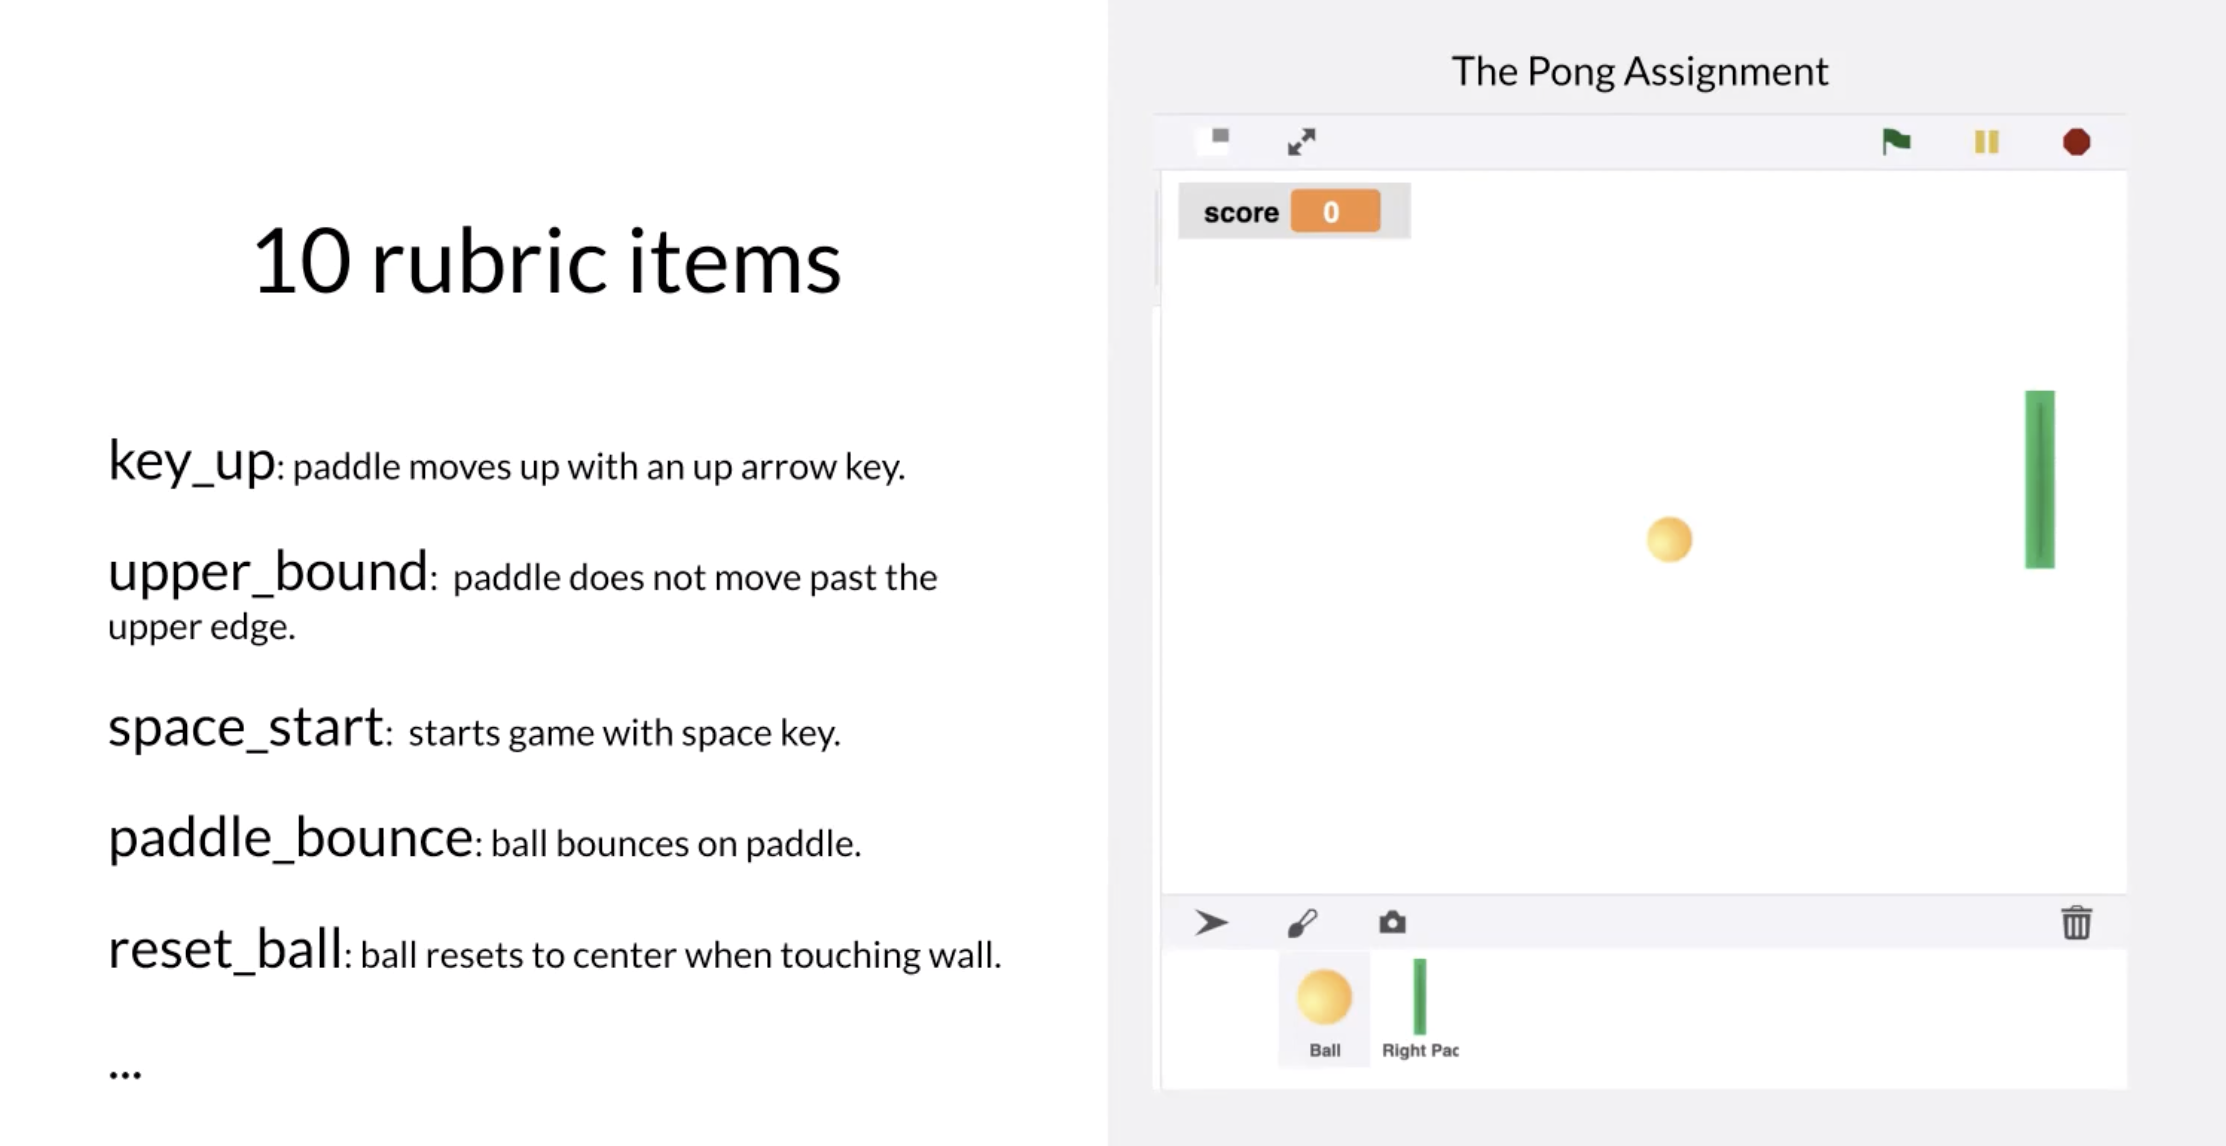 10 rubric items
key_up: paddle moves up with an up arrow key.
upper_bound: paddle does not move past the
upper edge.
space_start: starts game with space key.
paddle_bounce: ball bounces on paddle.
reset_ball: ball resets to center when touching wall.
...
The Pong Assignment
score 0
Ball
Right Pac